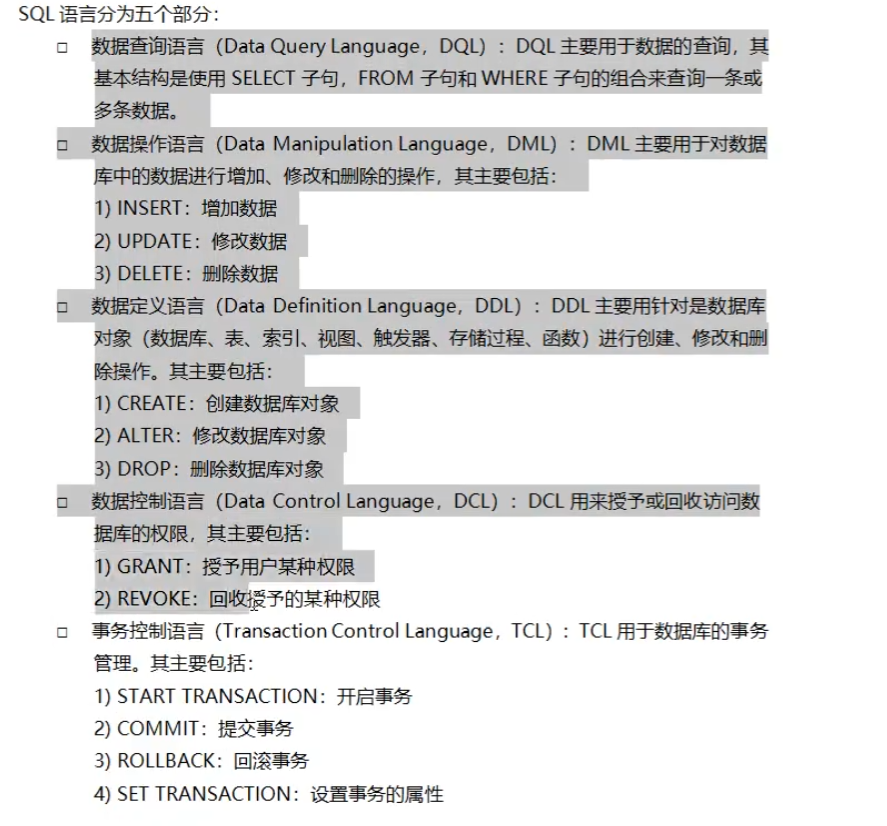 SQL 语言分为五个部分：
□ 数据查询语言（Data Query Language，DQL）：DQL 主要用于数据的查询，其
基本结构是使用 SELECT 子句，FROM 子句和 WHERE 子句的组合来查询一条或
多条数据。
□ 数据操作语言（Data Manipulation Language，DML）：DML 主要用于对数据
库中的数据进行增加、修改和删除的操作，其主要包括：
1) INSERT：增加数据
2) UPDATE：修改数据
3) DELETE：删除数据
□ 数据定义语言（Data Definition Language，DDL）：DDL 主要用针对是数据库
对象（数据库、表、索引、视图、触发器、存储过程、函数）进行创建、修改和删
除操作。其主要包括：
1) CREATE：创建数据库对象
2) ALTER：修改数据库对象
3) DROP：删除数据库对象
□ 数据控制语言（Data Control Language，DCL）：DCL 用来授予或回收访问数
据库的权限，其主要包括：
1) GRANT：授予用户某种权限
2) REVOKE：回收授予的某种权限
□ 事务控制语言（Transaction Control Language，TCL）：TCL 用于数据库的事务
管理。其主要包括：
1) START TRANSACTION：开启事务
2) COMMIT：提交事务
3) ROLLBACK：回滚事务
4) SET TRANSACTION：设置事务的属性